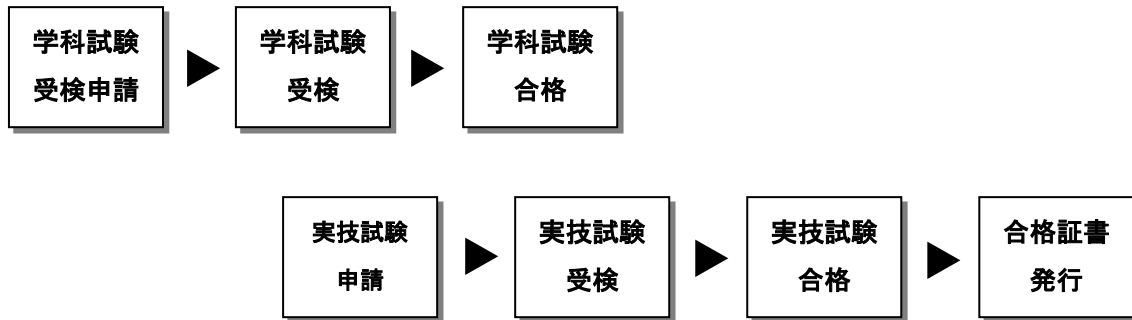 学科試験
受検申請
学科試験
受検
学科試験
合格
実技試験
申請
実技試験
受検
実技試験
合格
合格証書
発行